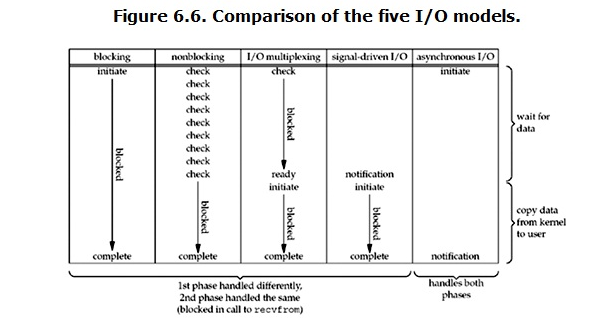 Figure 6.6. Comparison of the five I/O models.
blocking nonblocking I/O multiplexing signal-driven I/O asynchronous I/O
initiate check check initiate
check
check
check
check
check
check
check
check ready notification
initiate initiate
blocked
blocked
blocked
blocked
blocked
complete complete complete complete notification
wait for
data
copy data
from kernel
to user
1st phase handled differently,
2nd phase handled the same
(blocked in call to recvfrom)
handles both
phases